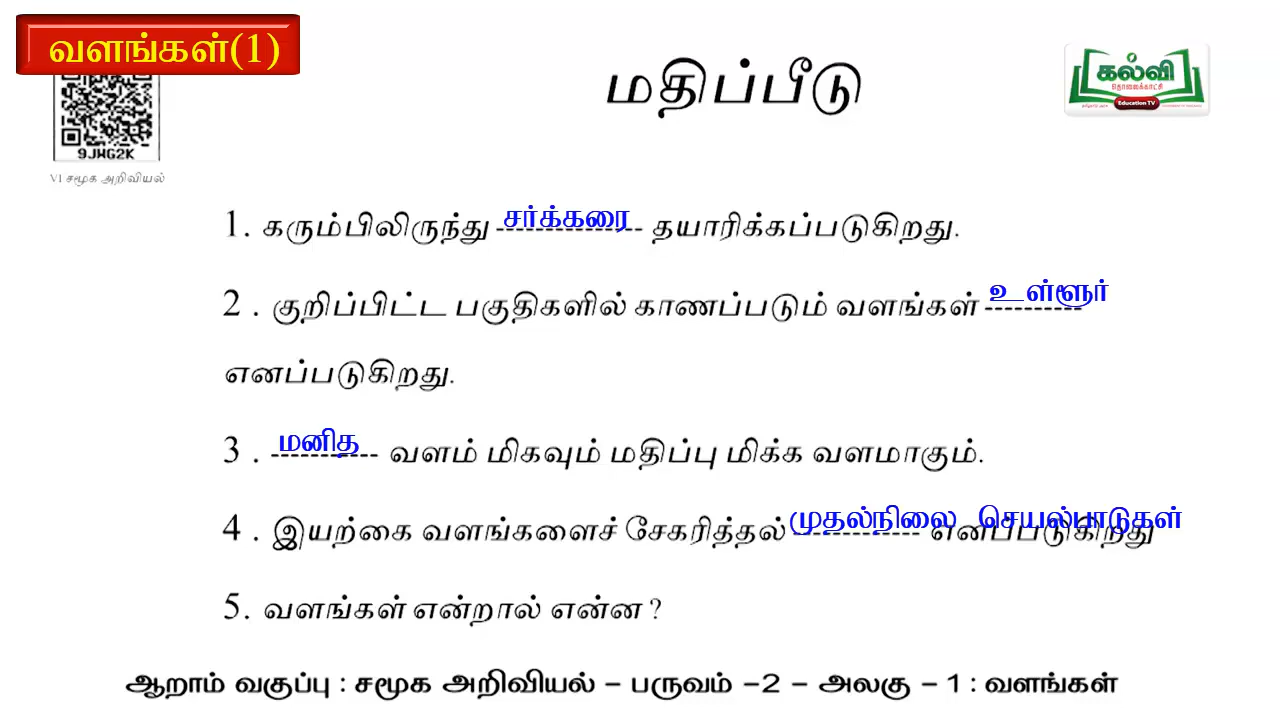 வளங்கள்(1)
மதிப்பீடு
கல்வி
தொலைக்காட்சி
Education TV
9JWG2K
VI சமூக அறிவியல்
1. கரும்பிலிருந்து ---------------- சர்க்கரை தயாரிக்கப்படுகிறது.
2 . குறிப்பிட்ட பகுதிகளில் காணப்படும் வளங்கள் ---------- உள்ளூர்
எனப்படுகிறது.
3 . ----------- மனித வளம் மிகவும் மதிப்பு மிக்க வளமாகும்.
4 . இயற்கை வளங்களைச் சேகரித்தல் ------------- முதல்நிலை செயல்பாடுகள் எனப்படுகிறது
5. வளங்கள் என்றால் என்ன ?
ஆறாம் வகுப்பு : சமூக அறிவியல் – பருவம் –2 – அலகு – 1 : வளங்கள்